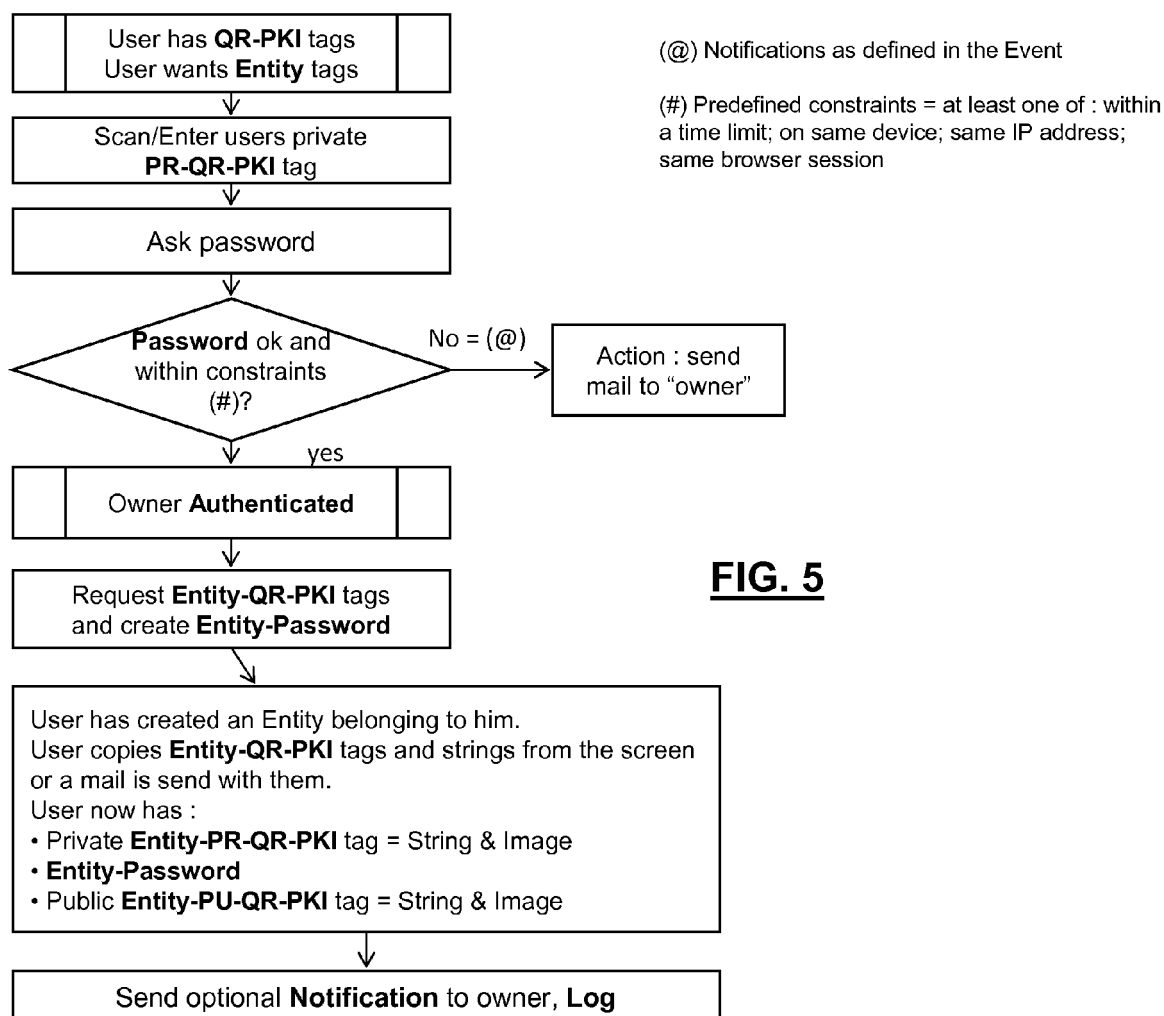 User has QR-PKI tags
User wants Entity tags
(@) Notifications as defined in the Event
(#) Predefined constraints = at least one of : within
a time limit; on same device; same IP address;
same browser session
Scan/Enter users private
PR-QR-PKI tag
Ask password
Password ok and
within constraints
(#)?
No = (@)
Action : send
mail to “owner”
yes
Owner Authenticated
Request Entity-QR-PKI tags
and create Entity-Password
FIG. 5
User has created an Entity belonging to him.
User copies Entity-QR-PKI tags and strings from the screen
or a mail is send with them.
User now has :
• Private Entity-PR-QR-PKI tag = String & Image
• Entity-Password
• Public Entity-PU-QR-PKI tag = String & Image
Send optional Notification to owner, Log